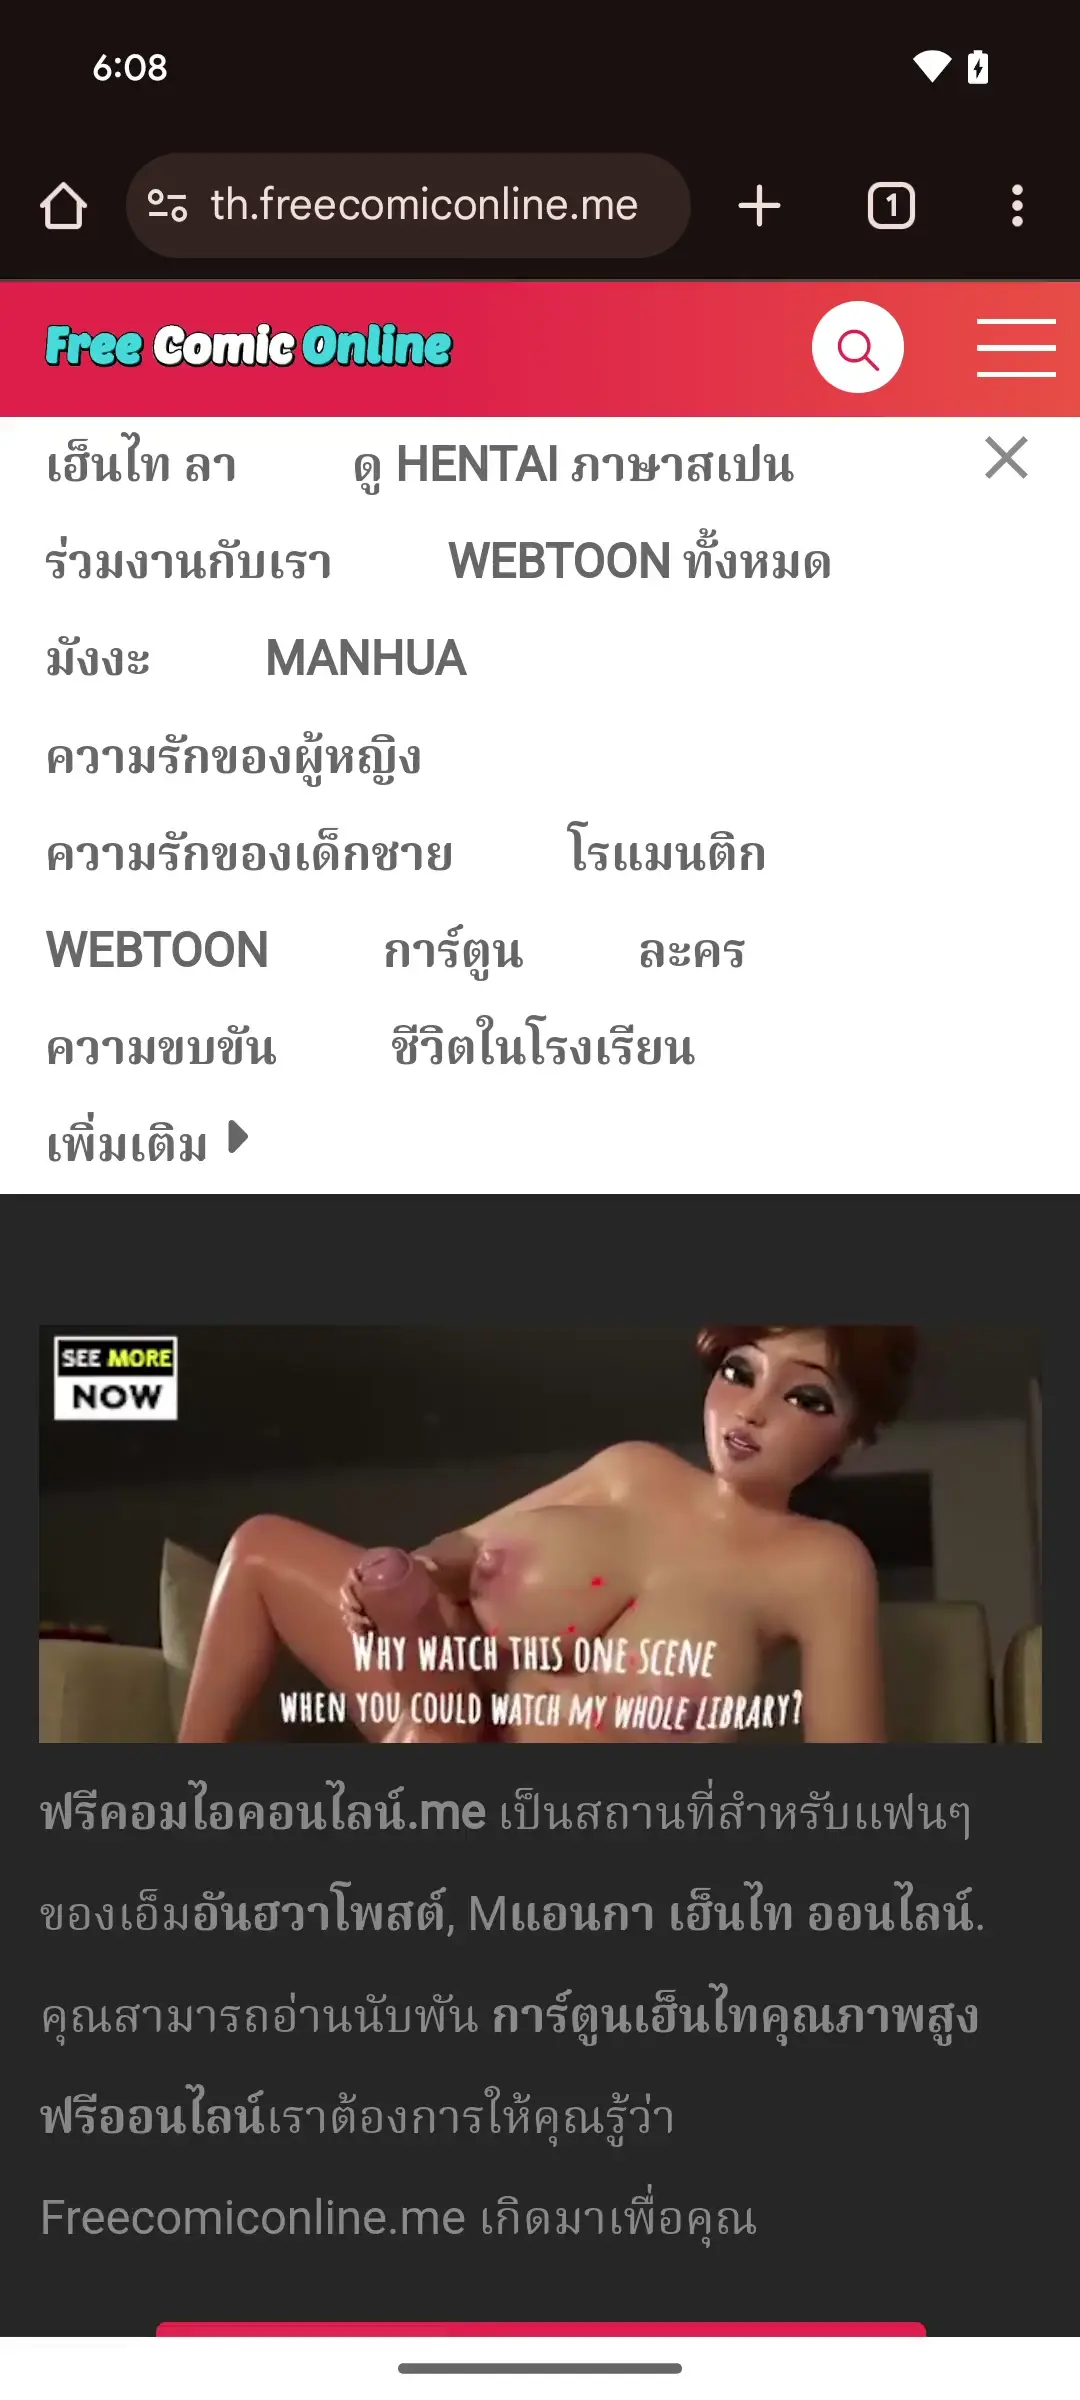 6:08
th.freecomiconline.me
1
Free Comic Online
เฮ็นไท ลา ดู HENTAI ภาษาสเปน
ร่วมงานกับเรา WEBTOON ทั้งหมด
มังงะ MANHUA
ความรักของผู้หญิง
ความรักของเด็กชาย โรแมนติก
WEBTOON การ์ตูน ละคร
ความขบขัน ชีวิตในโรงเรียน
เพิ่มเติม
SEE MORE
NOW
WHY WATCH THIS ONE SCENE
WHEN YOU COULD WATCH MY WHOLE LIBRARY?
ฟรีคอมไอคอนไลน์.me เป็นสถานที่สำหรับแฟนๆ
ของเอ็มอันฮวาโพสต์, Mแอนกา เฮ็นไท ออนไลน์.
คุณสามารถอ่านนับพัน การ์ตูนเฮ็นไทคุณภาพสูง
ฟรีออนไลน์เราต้องการให้คุณรู้ว่า
Freecomiconline.me เกิดมาเพื่อคุณ